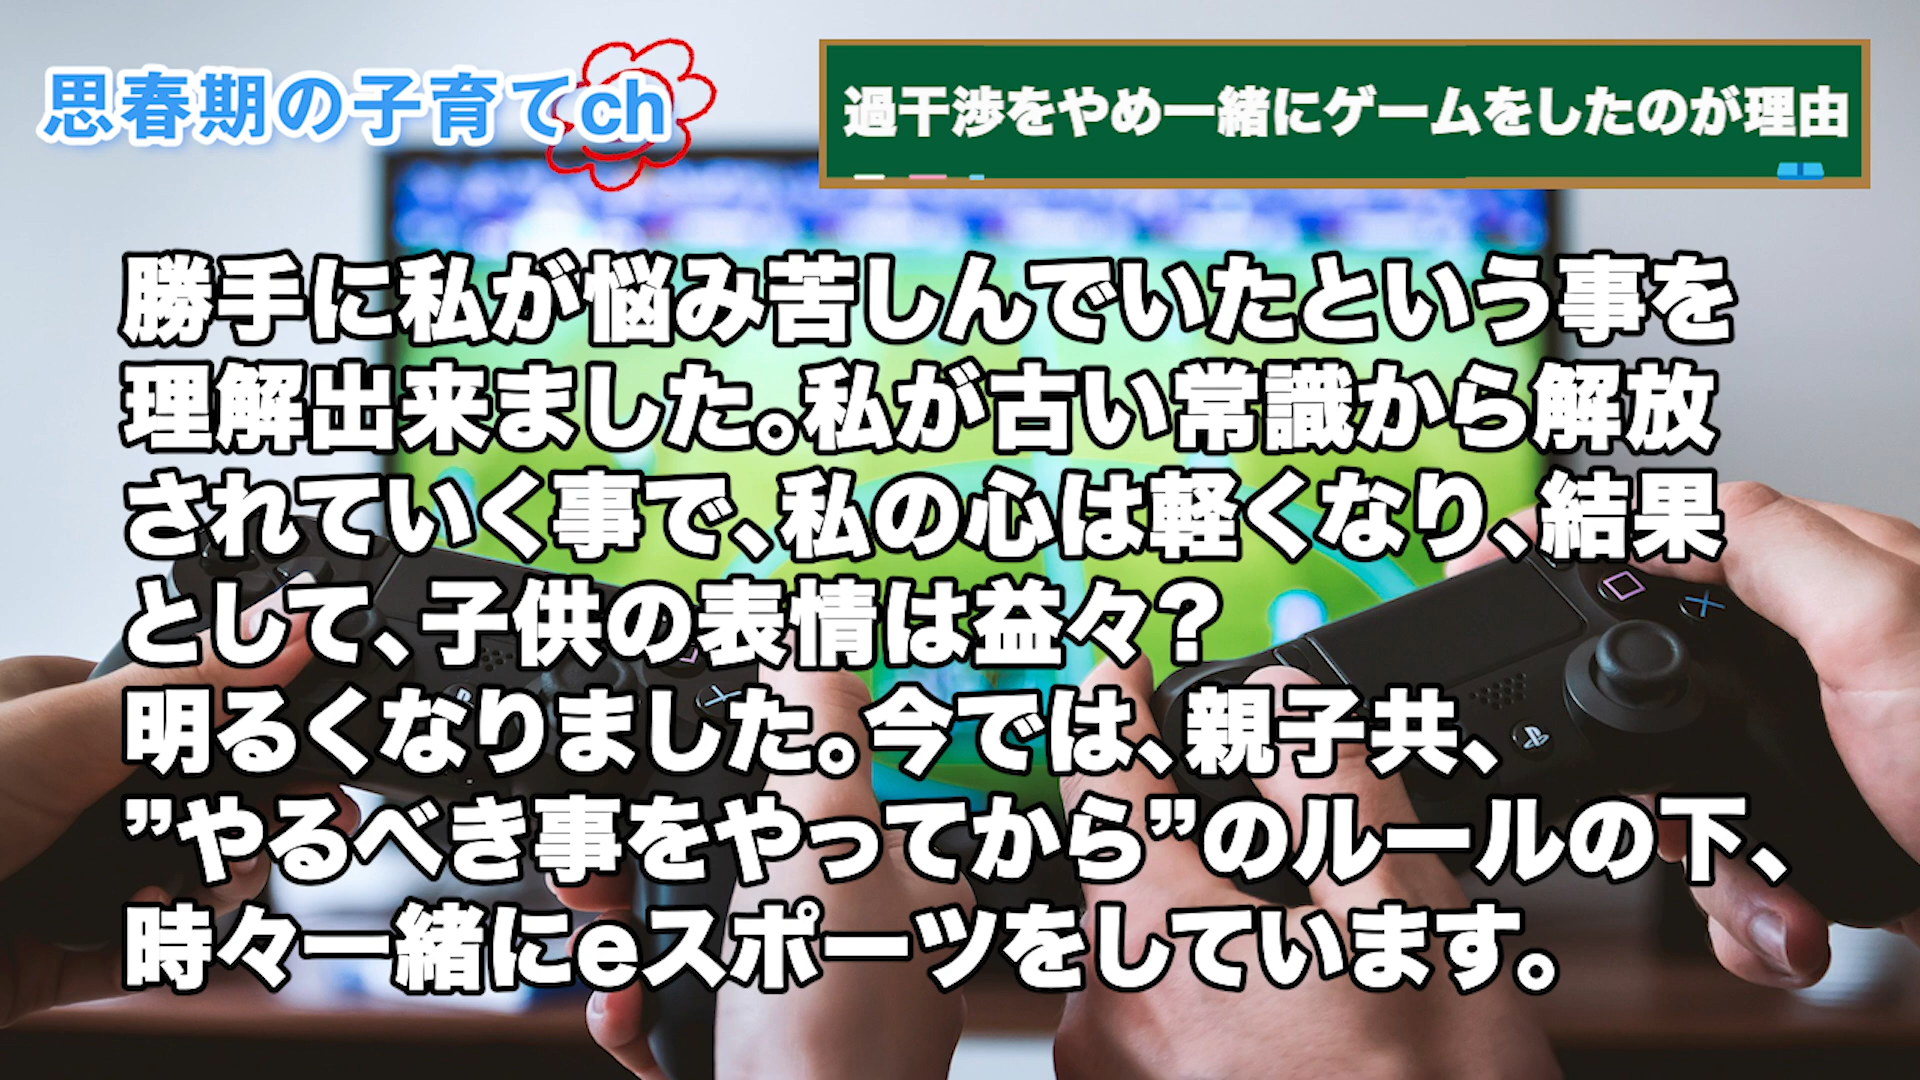 思春期の子育てch
過干渉をやめ一緒にゲームをしたのが理由
勝手に私が悩み苦しんでいたという事を
理解出来ました。私が古い常識から解放
されていく事で、私の心は軽くなり、結果
として、子供の表情は益々?
明るくなりました。今では、親子共、
”やるべき事をやってから”のルールの下、
時々一緒にeスポーツをしています。